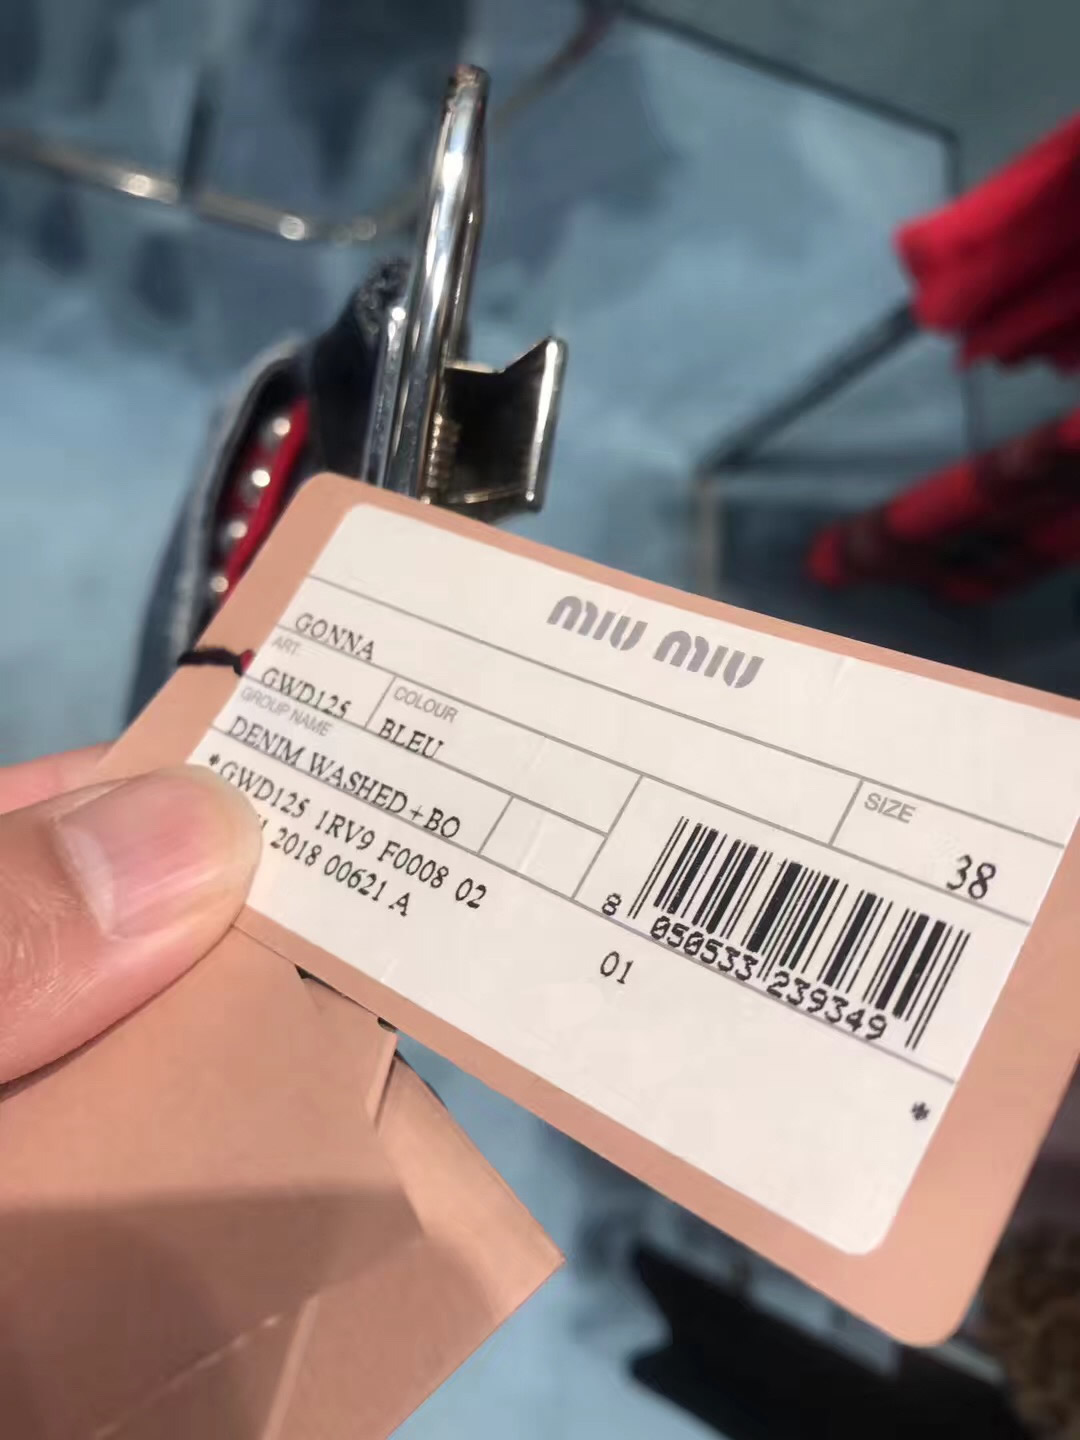 MIU MIU
GONNA
ART.
GWD125
COLOUR
BLEU
SIZE
38
GROUP NAME
DENIM WASHED+BO
*GWD125 1RV9 F0008 02
2018 00621 A
8 050533 239349
01
*